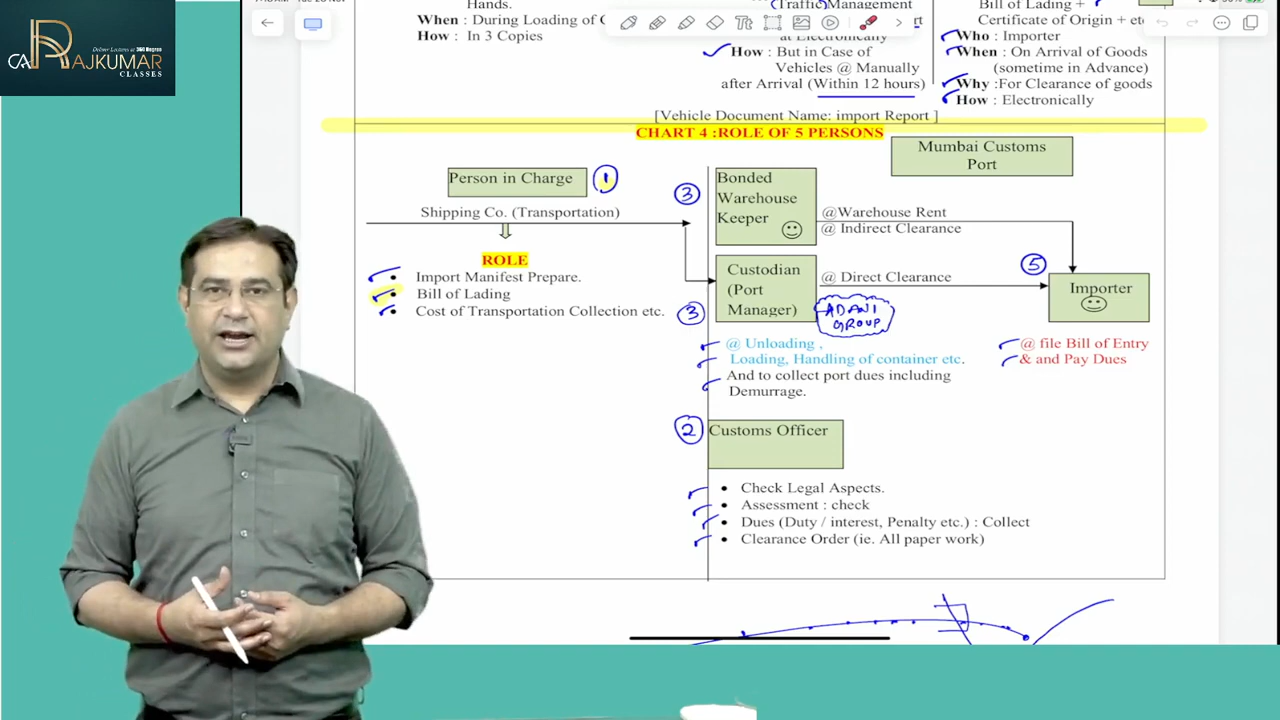 Deliver Lectures at 360 Degree
CA RAJKUMAR
CLASSES
Hands.
When : During Loading of
How : In 3 Copies
Traffic Management
at Electronically
How : But in Case of
Vehicles @ Manually
after Arrival (Within 12 hours)
Bill of Lading +
Certificate of Origin + etc
Who : Importer
When : On Arrival of Goods
(sometime in Advance)
Why :For Clearance of goods
How : Electronically
[Vehicle Document Name: import Report ]
CHART 4 :ROLE OF 5 PERSONS
Mumbai Customs
Port
Person in Charge
1
Shipping Co. (Transportation)
ROLE
• Import Manifest Prepare.
• Bill of Lading
• Cost of Transportation Collection etc.
3
Bonded
Warehouse
Keeper
@Warehouse Rent
@ Indirect Clearance
3
Custodian
(Port
Manager)
@ Direct Clearance
ADANI
GROUP
5
Importer
@ Unloading ,
Loading, Handling of container etc.
And to collect port dues including
Demurrage.
@ file Bill of Entry
& and Pay Dues
2
Customs Officer
• Check Legal Aspects.
• Assessment : check
• Dues (Duty / interest, Penalty etc.) : Collect
• Clearance Order (ie. All paper work)